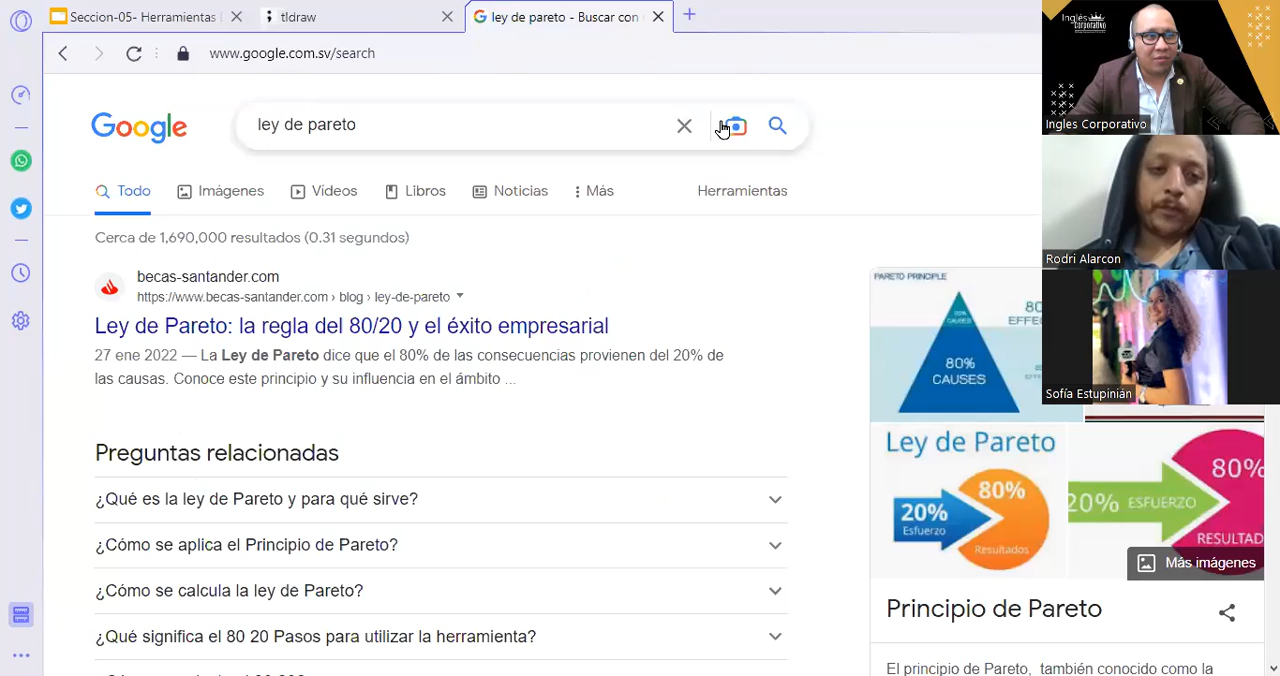 Seccion-05- Herramientas
tldraw
ley de pareto - Buscar con
www.google.com.sv/search
Google
ley de pareto
Todo
Imágenes
Videos
Libros
Noticias
Más
Herramientas
Cerca de 1,690,000 resultados (0.31 segundos)
becas-santander.com
https://www.becas-santander.com › blog › ley-de-pareto
Ley de Pareto: la regla del 80/20 y el éxito empresarial
27 ene 2022 — La Ley de Pareto dice que el 80% de las consecuencias provienen del 20% de
las causas. Conoce este principio y su influencia en el ámbito ...
Preguntas relacionadas
¿Qué es la ley de Pareto y para qué sirve?
¿Cómo se aplica el Principio de Pareto?
¿Cómo se calcula la ley de Pareto?
¿Qué significa el 80 20 Pasos para utilizar la herramienta?
PARETO PRINCIPLE
80%
CAUSES
Ley de Pareto
20%
Esfuerzo
80%
Resultados
20% ESFUERZO
80%
RESULTAD
Más imágenes
Principio de Pareto
El principio de Pareto, también conocido como la
Inglés
Corporativo
Ingles Corporativo
Rodri Alarcon
Sofía Estupinián